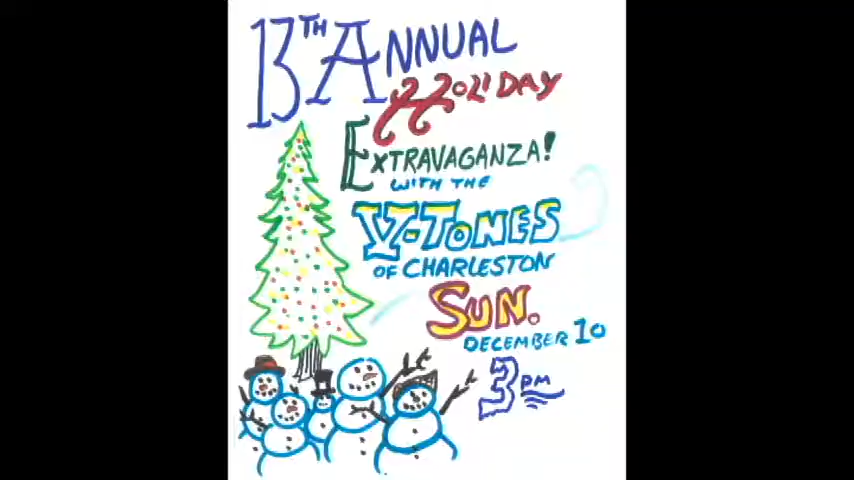 13TH ANNUAL
HOLIDAY
EXTRAVAGANZA!
WITH THE
V-TONES
OF CHARLESTON
SUN.
DECEMBER 10
3PM